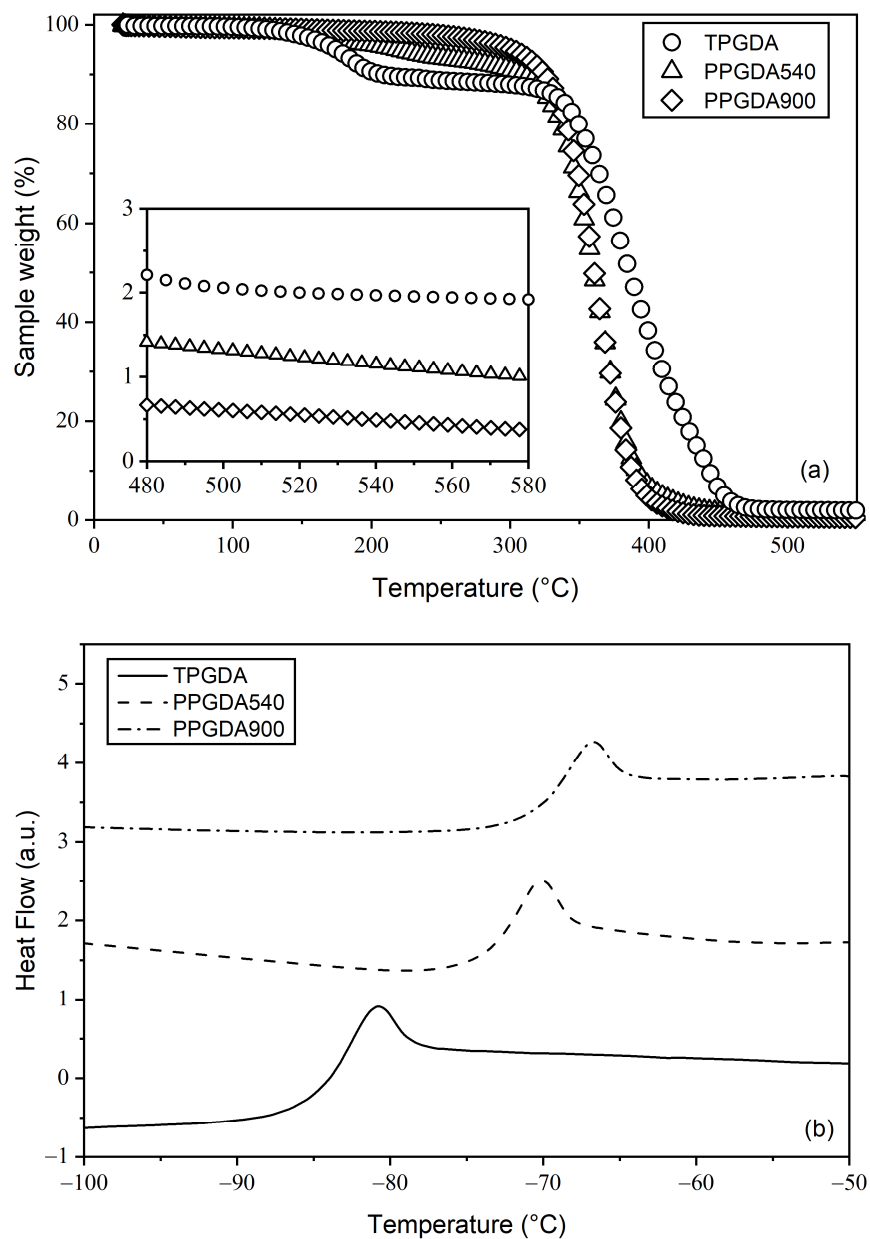 100
80
60
40
20
0
Sample weight (%)
TPGDA
PPGDA540
PPGDA900
3
2
1
0
480 500 520 540 560 580
(a)
0 100 200 300 400 500
Temperature (°C)
5
4
3
2
1
0
−1
Heat Flow (a.u.)
TPGDA
PPGDA540
PPGDA900
(b)
−100 −90 −80 −70 −60 −50
Temperature (°C)